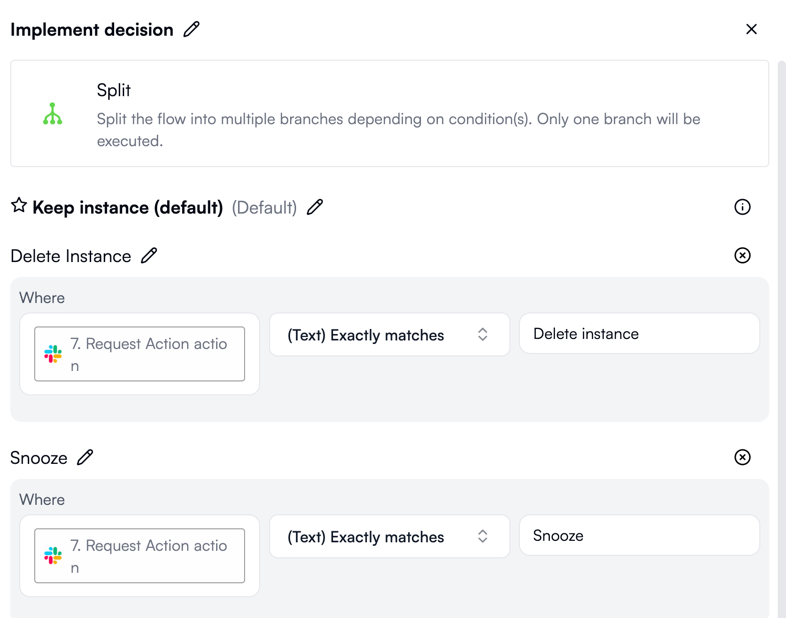 Implement decision
Split
Split the flow into multiple branches depending on condition(s). Only one branch will be
executed.
Keep instance (default) (Default)
Delete Instance
Where
7. Request Action actio
n
(Text) Exactly matches
Delete instance
Snooze
Where
7. Request Action actio
n
(Text) Exactly matches
Snooze